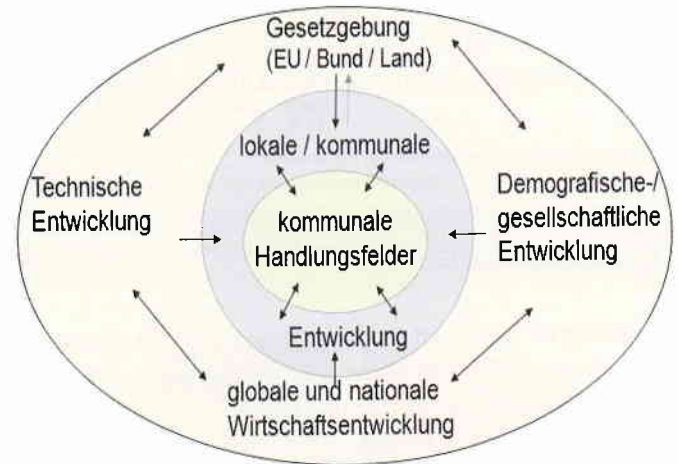 Gesetzgebung
(EU / Bund / Land)
lokale / kommunale
Technische
Entwicklung
kommunale
Handlungsfelder
Demografische-/
gesellschaftliche
Entwicklung
Entwicklung
globale und nationale
Wirtschaftsentwicklung